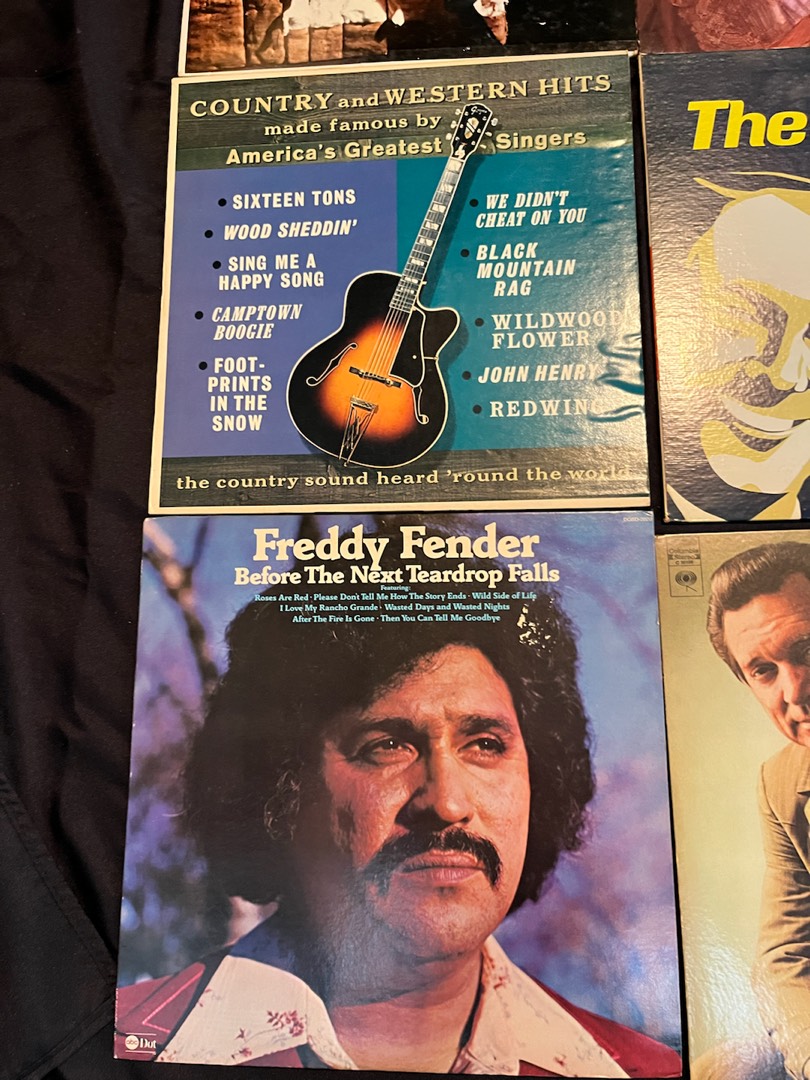 COUNTRY and WESTERN HITS
made famous by
America's Greatest Singers
• SIXTEEN TONS
• WOOD SHEDDIN'
• SING ME A
HAPPY SONG
• CAMPTOWN
BOOGIE
• FOOT-
PRINTS
IN THE
SNOW
• WE DIDN'T
CHEAT ON YOU
• BLACK
MOUNTAIN
RAG
• WILDWOOD
FLOWER
• JOHN HENRY
• REDWING
the country sound heard 'round the world
The
Freddy Fender
Before The Next Teardrop Falls
Featuring:
Roses Are Red · Please Don't Tell Me How The Story Ends · Wild Side of Life
I Love My Rancho Grande · Wasted Days and Wasted Nights
After The Fire Is Gone · Then You Can Tell Me Goodbye
abc Dot
Columbia